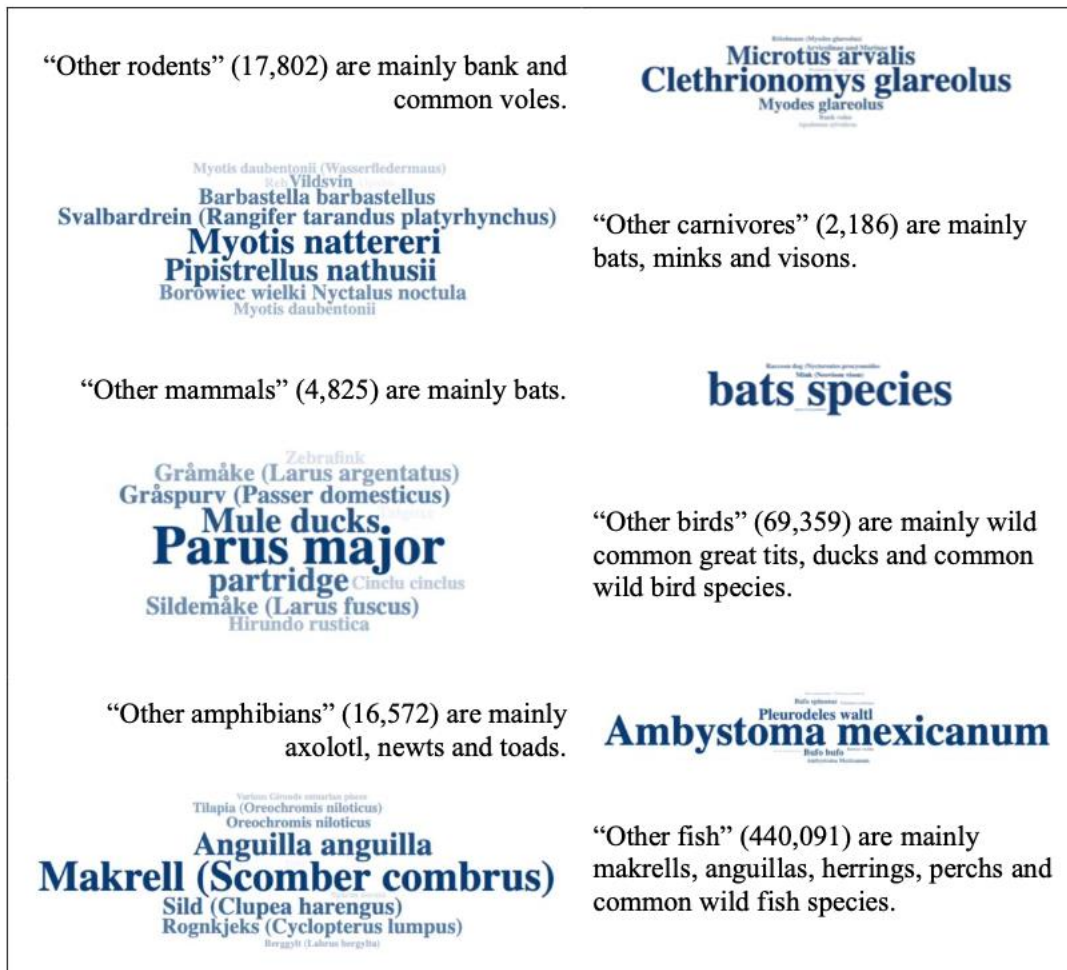 “Other rodents” (17,802) are mainly bank and
common voles.
Microtus arvalis
Clethrionomys glareolus
Myodes glareolus
Bank voles
Myotis daubentonii (Wasserfledermaus)
Vildsvin
Barbastella barbastellus
Svalbardrein (Rangifer tarandus platyrhynchus)
Myotis nattereri
Pipistrellus nathusii
Borowiec wielki Nyctalus noctula
Myotis daubentonii
“Other carnivores” (2,186) are mainly
bats, minks and visons.
“Other mammals” (4,825) are mainly bats.
bats species
Zebrafink
Gråmåke (Larus argentatus)
Gråspurv (Passer domesticus)
Mule ducks
Parus major
partridge Cinclu cinclus
Sildemåke (Larus fuscus)
Hirundo rustica
“Other birds” (69,359) are mainly wild
common great tits, ducks and common
wild bird species.
“Other amphibians” (16,572) are mainly
axolotl, newts and toads.
Pleurodeles waltl
Ambystoma mexicanum
Bufo bufo
Ambystoma Mexicanum
Tilapia (Oreochromis niloticus)
Oreochromis niloticus
Anguilla anguilla
Makrell (Scomber combrus)
Sild (Clupea harengus)
Rognkjeks (Cyclopterus lumpus)
Berggylt (Labrus bergylta)
“Other fish” (440,091) are mainly
makrells, anguillas, herrings, perchs and
common wild fish species.